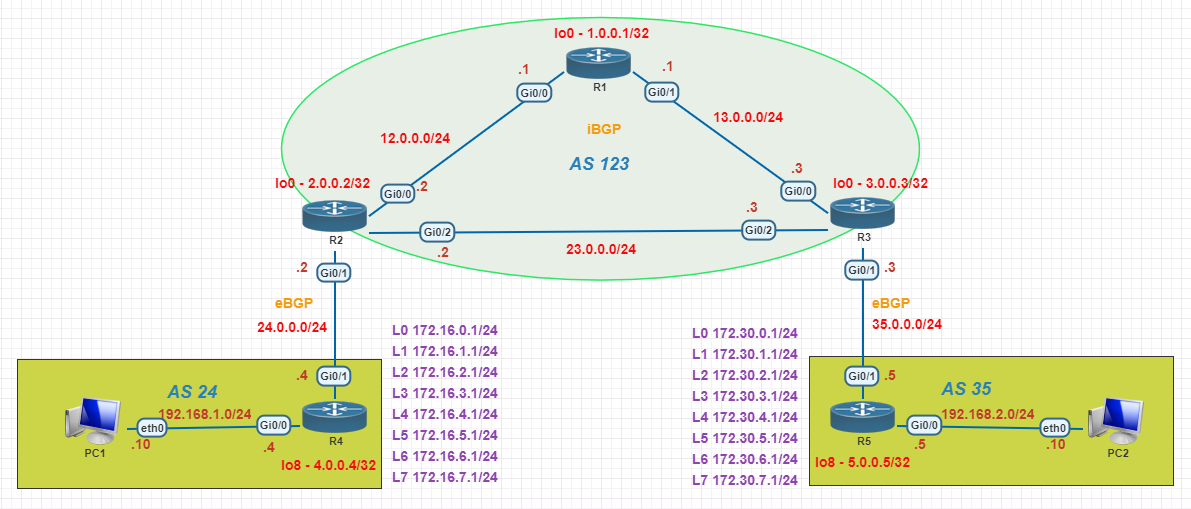 lo0 - 1.0.0.1/32
R1
.1
.1
Gi0/0
Gi0/1
12.0.0.0/24
iBGP
13.0.0.0/24
AS 123
lo0 - 2.0.0.2/32
Gi0/0
.2
.3
Gi0/0
lo0 - 3.0.0.3/32
R2
Gi0/2
.2
23.0.0.0/24
.3
Gi0/2
R3
.2
Gi0/1
eBGP
24.0.0.0/24
Gi0/1
.3
eBGP
35.0.0.0/24
L0 172.16.0.1/24
L1 172.16.1.1/24
L2 172.16.2.1/24
L3 172.16.3.1/24
L4 172.16.4.1/24
L5 172.16.5.1/24
L6 172.16.6.1/24
L7 172.16.7.1/24
L0 172.30.0.1/24
L1 172.30.1.1/24
L2 172.30.2.1/24
L3 172.30.3.1/24
L4 172.30.4.1/24
L5 172.30.5.1/24
L6 172.30.6.1/24
L7 172.30.7.1/24
AS 24
.4
Gi0/1
192.168.1.0/24
PC1
eth0
.10
Gi0/0
.4
R4
lo8 - 4.0.0.4/32
Gi0/1
.5
AS 35
192.168.2.0/24
R5
Gi0/0
.5
eth0
.10
PC2
lo8 - 5.0.0.5/32